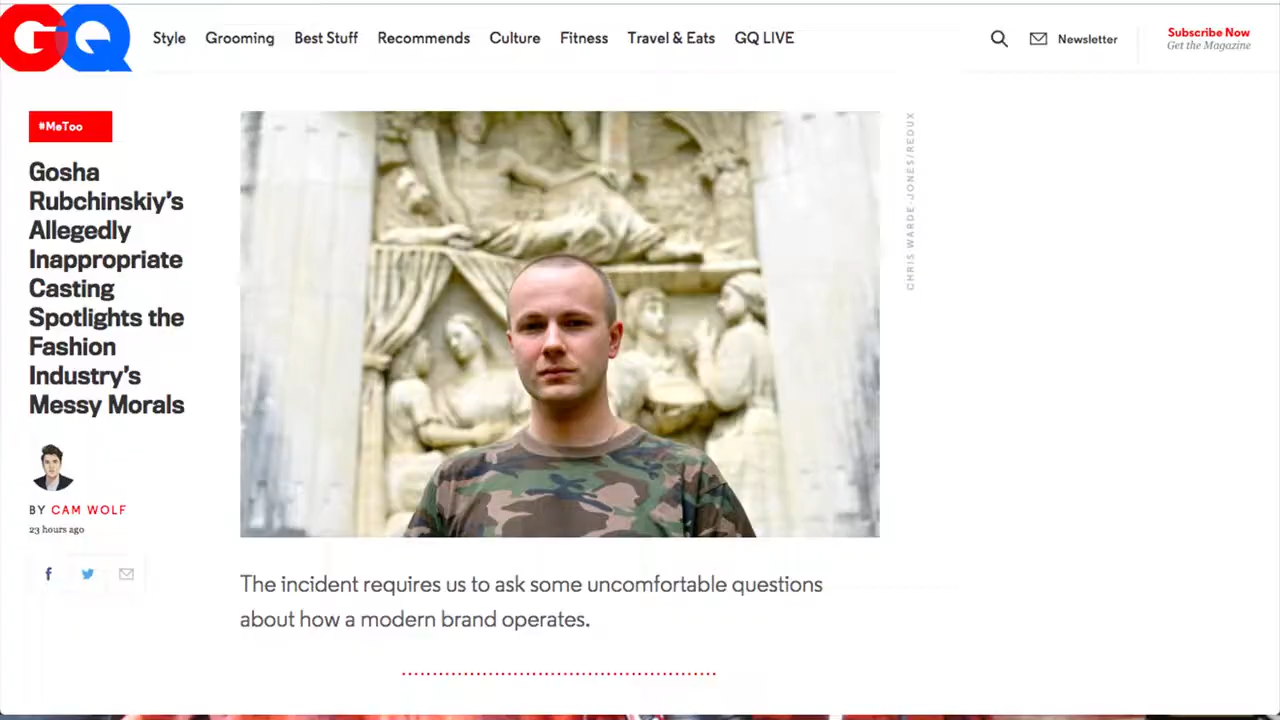 GQ
Style Grooming Best Stuff Recommends Culture Fitness Travel & Eats GQ LIVE
Newsletter
Subscribe Now
Get the Magazine
#MeToo
Gosha
Rubchinskiy's
Allegedly
Inappropriate
Casting
Spotlights the
Fashion
Industry's
Messy Morals
BY CAM WOLF
23 hours ago
CHRIS WARDE-JONES/REDUX
The incident requires us to ask some uncomfortable questions
about how a modern brand operates.